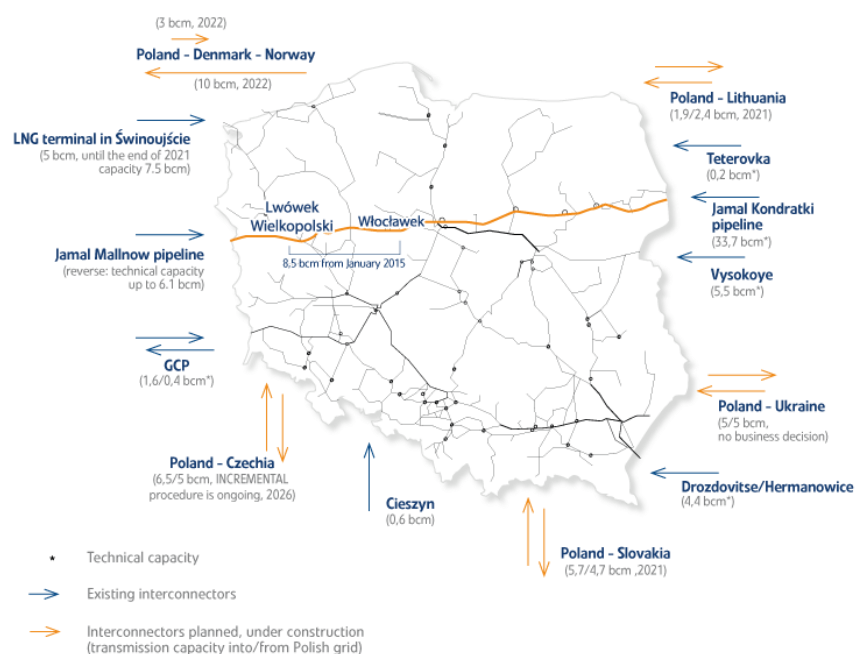 (3 bcm, 2022)
Poland - Denmark - Norway
(10 bcm, 2022)
LNG terminal in Świnoujście
(5 bcm, until the end of 2021
capacity 7.5 bcm)
Jamal Mallnow pipeline
(reverse: technical capacity
up to 6.1 bcm)
GCP
(1,6/0,4 bcm*)
Poland - Czechia
(6,5/5 bcm, INCREMENTAL
procedure is ongoing, 2026)
Cieszyn
(0,6 bcm)
Lwówek
Wielkopolski
Włocławek
8,5 bcm from January 2015
Poland - Lithuania
(1,9/2,4 bcm, 2021)
Teterovka
(0,2 bcm*)
Jamal Kondratki
pipeline
(33,7 bcm*)
Vysokoye
(5,5 bcm*)
Poland - Ukraine
(5/5 bcm,
no business decision)
Drozdovitse/Hermanowice
(4,4 bcm*)
Poland - Slovakia
(5,7/4,7 bcm ,2021)
* Technical capacity
Existing interconnectors
Interconnectors planned, under construction
(transmission capacity into/from Polish grid)